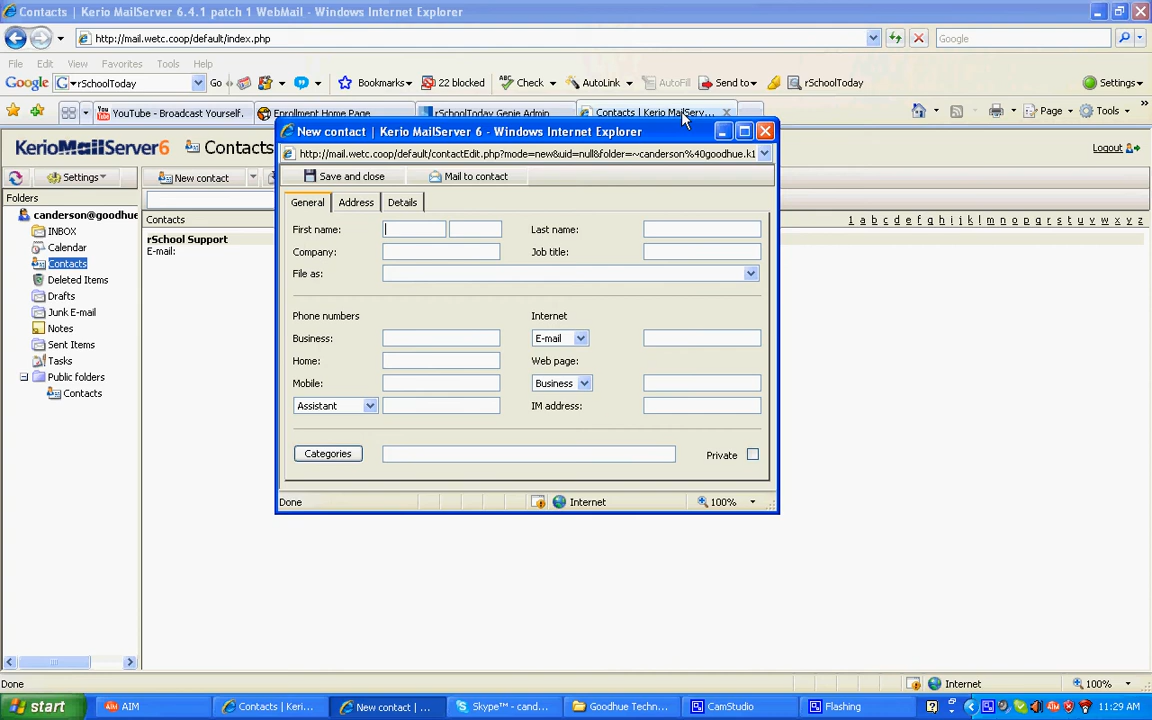 Contacts | Kerio MailServer 6.4.1 patch 1 WebMail - Windows Internet Explorer
http://mail.wetc.coop/default/index.php
Google
File Edit View Favorites Tools Help
Google rSchoolToday Bookmarks 22 blocked Check AutoLink AutoFill Send to rSchoolToday Settings
YouTube - Broadcast Yourself. Enrollment Home Page rSchoolToday Genie Admin Contacts | Kerio MailServ... Page Tools
KerioMailServer6 Contacts Logout
Settings New contact
Folders
canderson@goodhue
INBOX
Calendar
Contacts
Deleted Items
Drafts
Junk E-mail
Notes
Sent Items
Tasks
Public folders
Contacts
Contacts
1 a b c d e f g h i j k l m n o p q r s t u v w x y z
rSchool Support
E-mail:
New contact | Kerio MailServer 6 - Windows Internet Explorer
http://mail.wetc.coop/default/contactEdit.php?mode=new&uid=null&folder=~canderson%40goodhue.k1
Save and close Mail to contact
General Address Details
First name: Last name:
Company: Job title:
File as:
Phone numbers Internet
Business: E-mail
Home: Web page:
Mobile: Business
Assistant IM address:
Categories Private
Done Internet 100%
Done Internet 100%
start AIM Contacts | Keri... New contact | ... Skype™ - cand... Goodhue Techn... CamStudio Flashing 11:29 AM